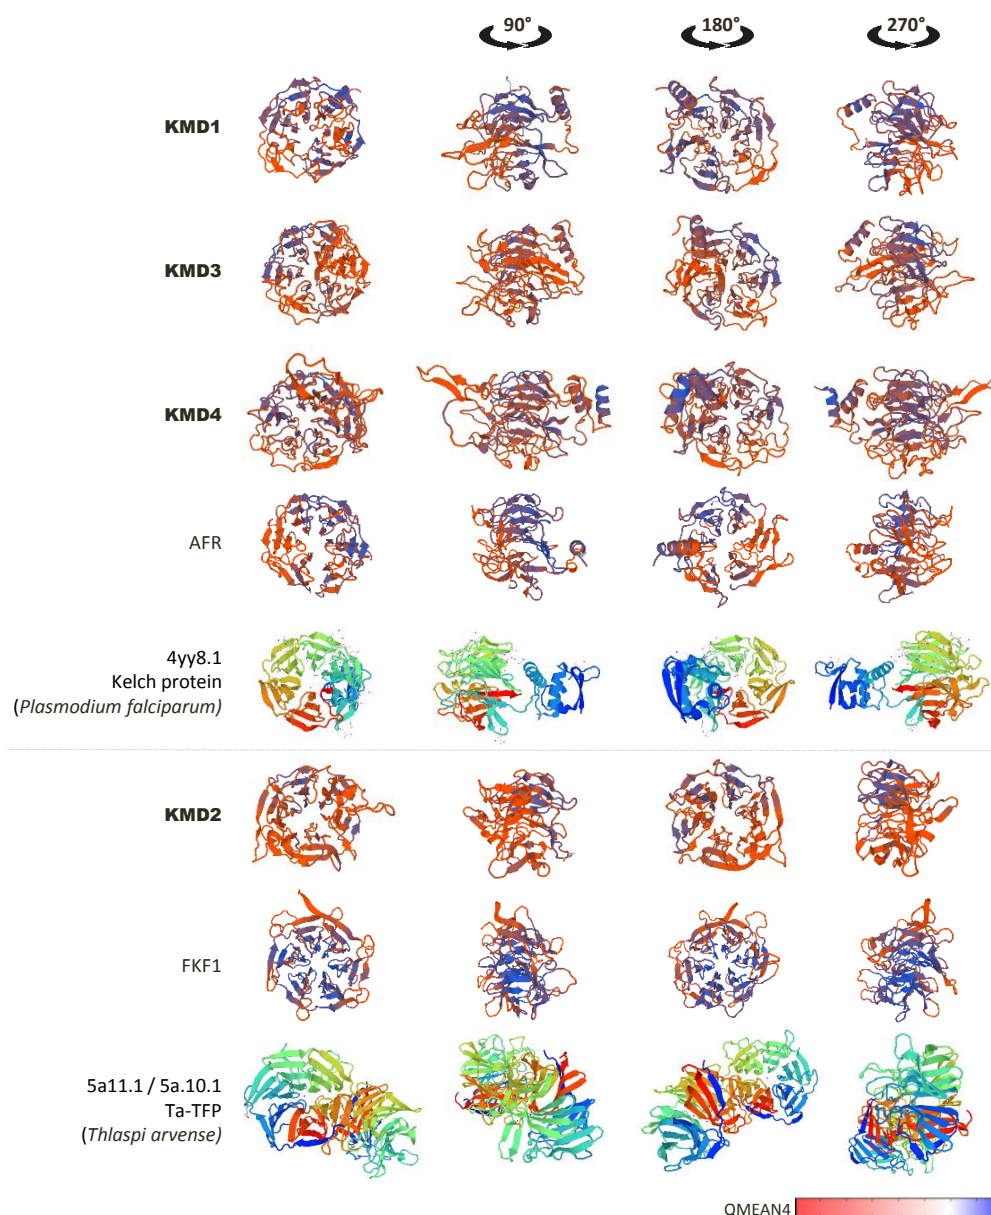 90° 180° 270°
KMD1
KMD3
KMD4
AFR
4yy8.1
Kelch protein
(Plasmodium falciparum)
KMD2
FKF1
5a11.1 / 5a.10.1
Ta-TFP
(Thlaspi arvense)
QMEAN4